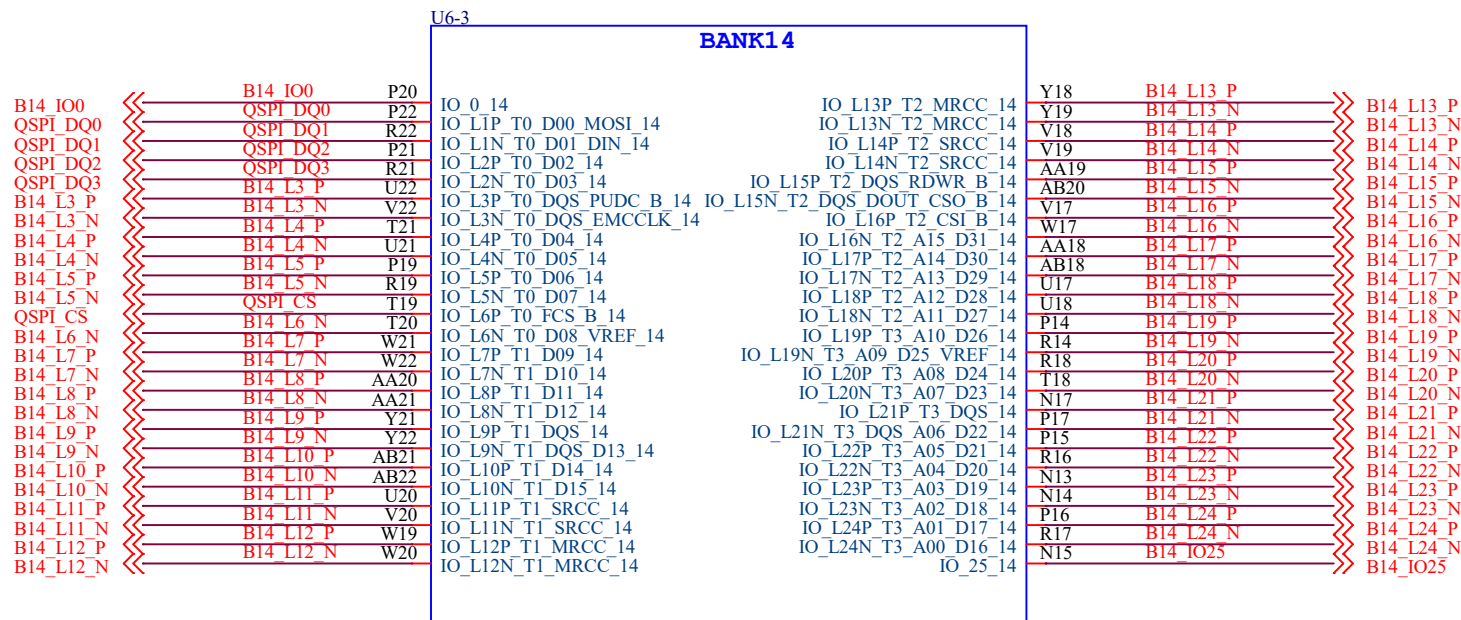 U6-3
BANK14
B14_IO0 B14_IO0 P20 IO_0_14 IO_L13P_T2_MRCC_14 Y18 B14_L13_P B14_L13_P
QSPI_DQ0 QSPI_DQ0 P22 IO_L1P_T0_D00_MOSI_14 IO_L13N_T2_MRCC_14 Y19 B14_L13_N B14_L13_N
QSPI_DQ1 QSPI_DQ1 R22 IO_L1N_T0_D01_DIN_14 IO_L14P_T2_SRCC_14 V18 B14_L14_P B14_L14_P
QSPI_DQ2 QSPI_DQ2 P21 IO_L2P_T0_D02_14 IO_L14N_T2_SRCC_14 V19 B14_L14_N B14_L14_N
QSPI_DQ3 QSPI_DQ3 R21 IO_L2N_T0_D03_14 IO_L15P_T2_DQS_RDWR_B_14 AA19 B14_L15_P B14_L15_P
B14_L3_P B14_L3_P U22 IO_L3P_T0_DQS_PUDC_B_14 IO_L15N_T2_DQS_DOUT_CSO_B_14 AB20 B14_L15_N B14_L15_N
B14_L3_N B14_L3_N V22 IO_L3N_T0_DQS_EMCCLK_14 IO_L16P_T2_CSI_B_14 V17 B14_L16_P B14_L16_P
B14_L4_P B14_L4_P T21 IO_L4P_T0_D04_14 IO_L16N_T2_A15_D31_14 W17 B14_L16_N B14_L16_N
B14_L4_N B14_L4_N U21 IO_L4N_T0_D05_14 IO_L17P_T2_A14_D30_14 AA18 B14_L17_P B14_L17_P
B14_L5_P B14_L5_P P19 IO_L5P_T0_D06_14 IO_L17N_T2_A13_D29_14 AB18 B14_L17_N B14_L17_N
B14_L5_N B14_L5_N R19 IO_L5N_T0_D07_14 IO_L18P_T2_A12_D28_14 U17 B14_L18_P B14_L18_P
QSPI_CS QSPI_CS T19 IO_L6P_T0_FCS_B_14 IO_L18N_T2_A11_D27_14 U18 B14_L18_N B14_L18_N
B14_L6_N B14_L6_N T20 IO_L6N_T0_D08_VREF_14 IO_L19P_T3_A10_D26_14 P14 B14_L19_P B14_L19_P
B14_L7_P B14_L7_P W21 IO_L7P_T1_D09_14 IO_L19N_T3_A09_D25_VREF_14 R14 B14_L19_N B14_L19_N
B14_L7_N B14_L7_N W22 IO_L7N_T1_D10_14 IO_L20P_T3_A08_D24_14 R18 B14_L20_P B14_L20_P
B14_L8_P B14_L8_P AA20 IO_L8P_T1_D11_14 IO_L20N_T3_A07_D23_14 T18 B14_L20_N B14_L20_N
B14_L8_N B14_L8_N AA21 IO_L8N_T1_D12_14 IO_L21P_T3_DQS_14 N17 B14_L21_P B14_L21_P
B14_L9_P B14_L9_P Y21 IO_L9P_T1_DQS_14 IO_L21N_T3_DQS_A06_D22_14 P17 B14_L21_N B14_L21_N
B14_L9_N B14_L9_N Y22 IO_L9N_T1_DQS_D13_14 IO_L22P_T3_A05_D21_14 P15 B14_L22_P B14_L22_P
B14_L10_P B14_L10_P AB21 IO_L10P_T1_D14_14 IO_L22N_T3_A04_D20_14 R16 B14_L22_N B14_L22_N
B14_L10_N B14_L10_N AB22 IO_L10N_T1_D15_14 IO_L23P_T3_A03_D19_14 N13 B14_L23_P B14_L23_P
B14_L11_P B14_L11_P U20 IO_L11P_T1_SRCC_14 IO_L23N_T3_A02_D18_14 N14 B14_L23_N B14_L23_N
B14_L11_N B14_L11_N V20 IO_L11N_T1_SRCC_14 IO_L24P_T3_A01_D17_14 P16 B14_L24_P B14_L24_P
B14_L12_P B14_L12_P W19 IO_L12P_T1_MRCC_14 IO_L24N_T3_A00_D16_14 R17 B14_L24_N B14_L24_N
B14_L12_N B14_L12_N W20 IO_L12N_T1_MRCC_14 IO_25_14 N15 B14_IO25 B14_IO25